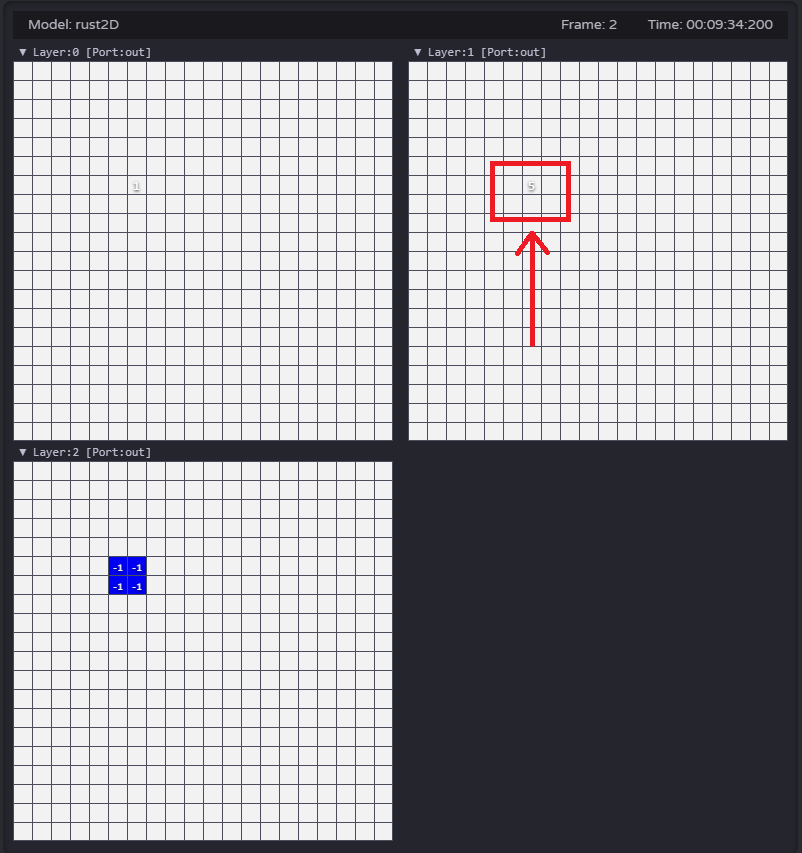 Model: rust2D Frame: 2 Time: 00:09:34:200
▼ Layer:0 [Port:out]
1
▼ Layer:1 [Port:out]
5
▼ Layer:2 [Port:out]
-1 -1
-1 -1